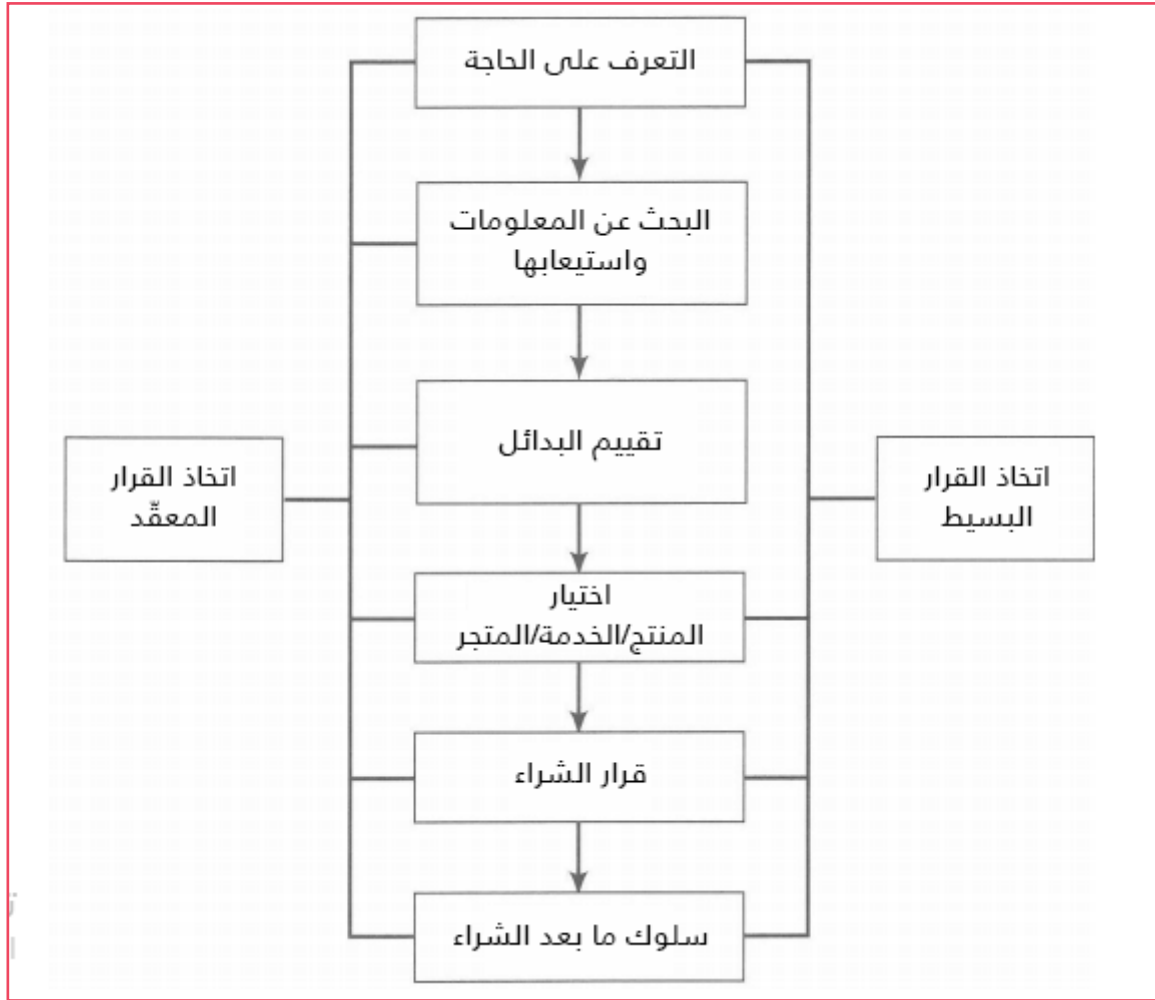 التعرف على الحاجة
البحث عن المعلومات
واستيعابها
تقييم البدائل
اتخاذ القرار
المعقَّد
اتخاذ القرار
البسيط
اختيار
المنتج/الخدمة/المتجر
قرار الشراء
سلوك ما بعد الشراء